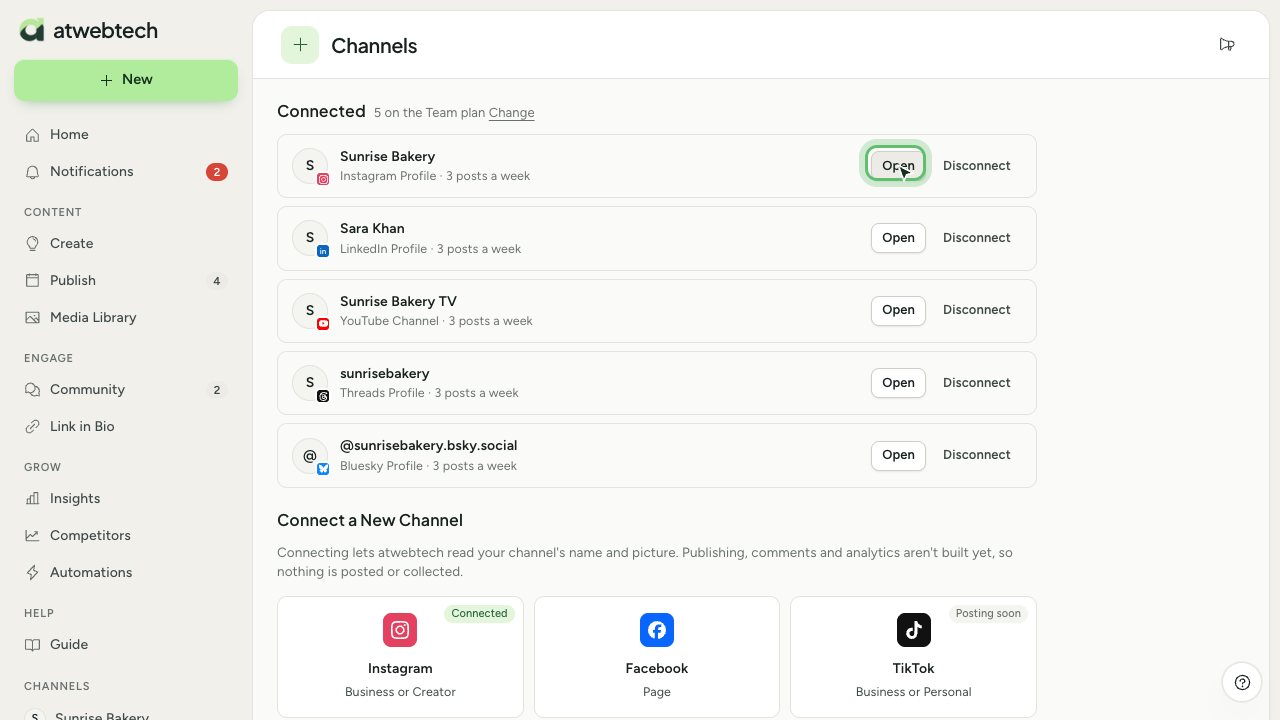 atwebtech
+ New
Home
Notifications 2
CONTENT
Create
Publish 4
Media Library
ENGAGE
Community 2
Link in Bio
GROW
Insights
Competitors
Automations
HELP
Guide
CHANNELS
S Sunrise Bakery
Channels
Connected 5 on the Team plan Change
S Sunrise Bakery
Instagram Profile · 3 posts a week
Open Disconnect
S Sara Khan
LinkedIn Profile · 3 posts a week
Open Disconnect
S Sunrise Bakery TV
YouTube Channel · 3 posts a week
Open Disconnect
S sunrisebakery
Threads Profile · 3 posts a week
Open Disconnect
@ @sunrisebakery.bsky.social
Bluesky Profile · 3 posts a week
Open Disconnect
Connect a New Channel
Connecting lets atwebtech read your channel's name and picture. Publishing, comments and analytics aren't built yet, so
nothing is posted or collected.
Connected
Instagram
Business or Creator
Facebook
Page
Posting soon
TikTok
Business or Personal